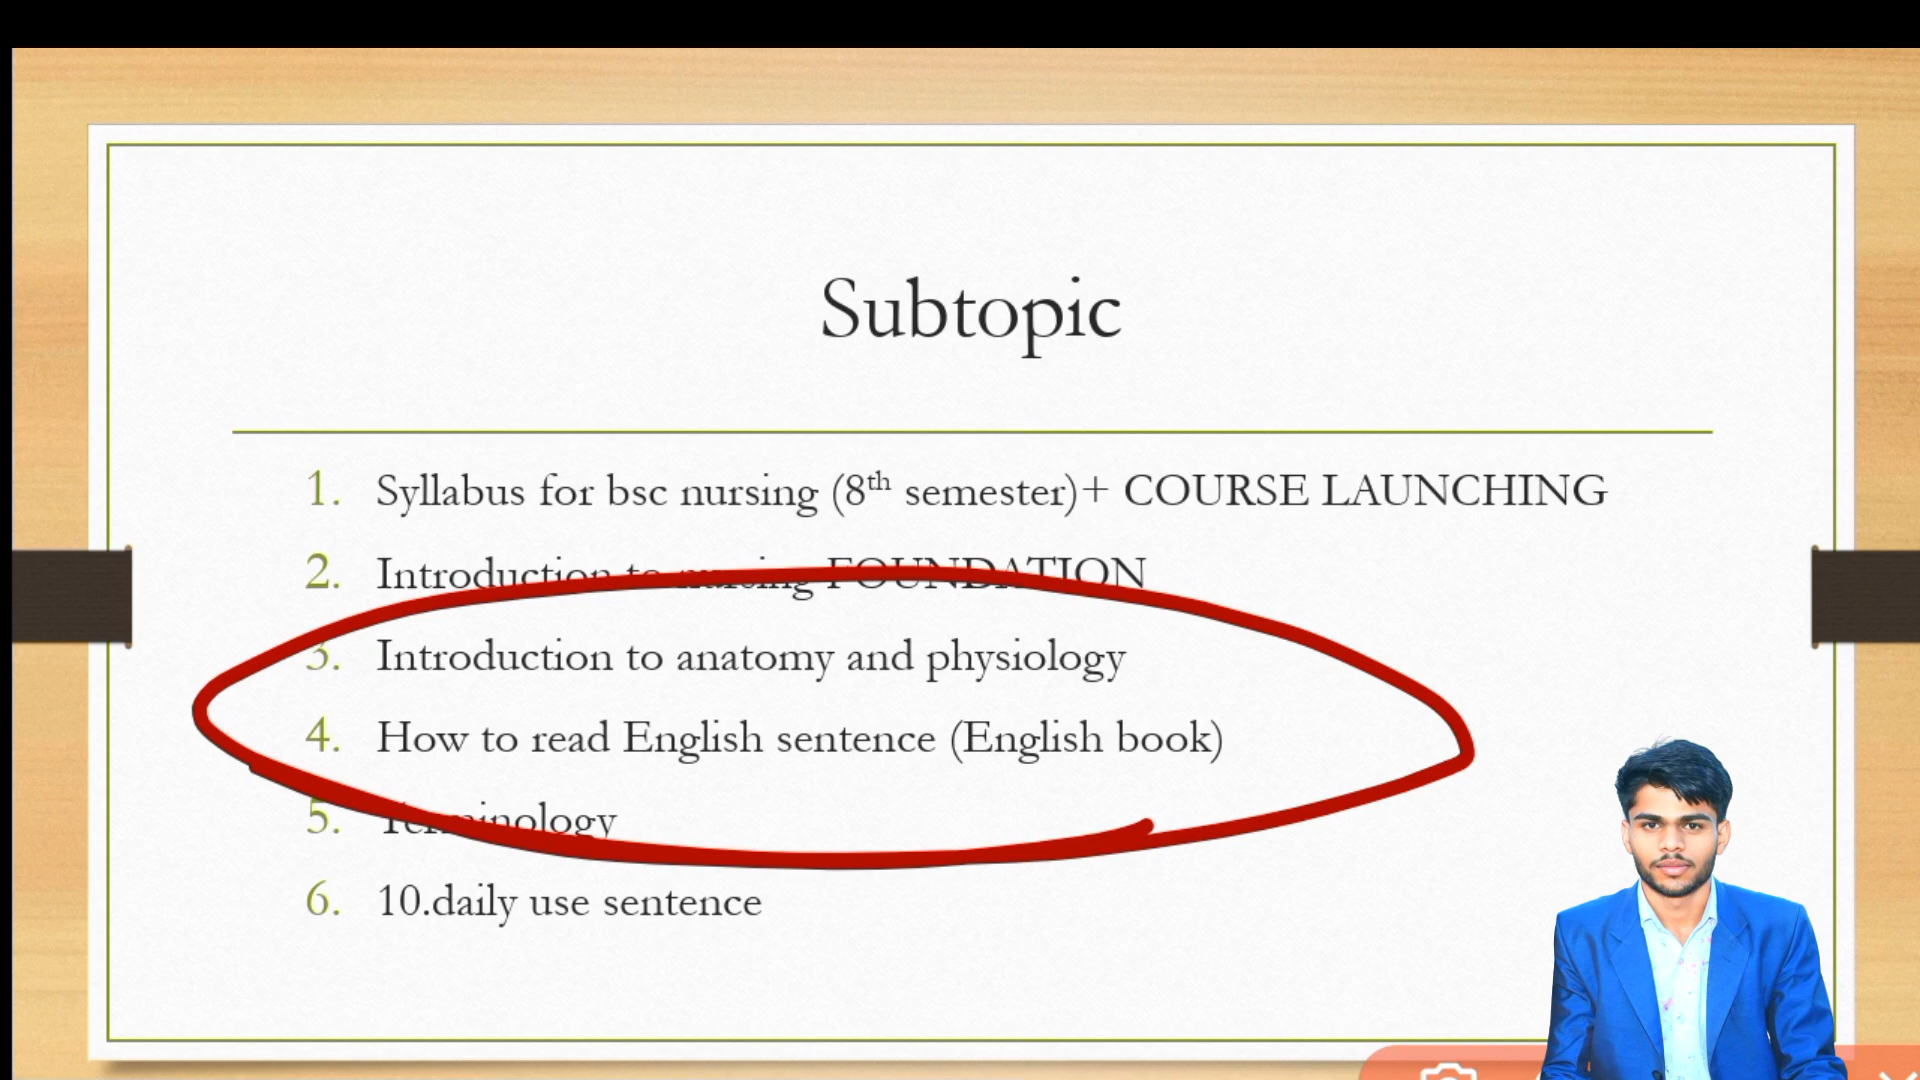 Subtopic
1. Syllabus for bsc nursing (8th semester)+ COURSE LAUNCHING
2. Introduction to nursing FOUNDATION
3. Introduction to anatomy and physiology
4. How to read English sentence (English book)
5. Terminology
6. 10.daily use sentence